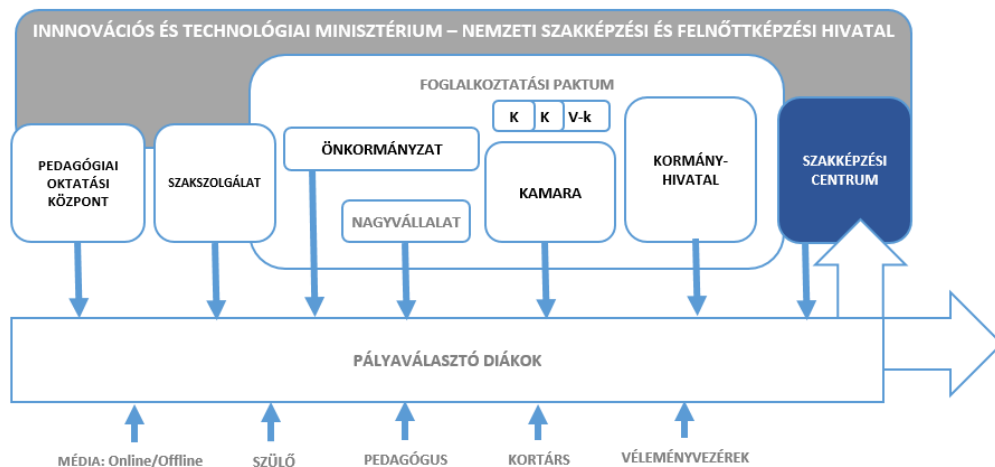 INNNOVÁCIÓS ÉS TECHNOLÓGIAI MINISZTÉRIUM – NEMZETI SZAKKÉPZÉSI ÉS FELNŐTTKÉPZÉSI HIVATAL
FOGLALKOZTATÁSI PAKTUM
K K V-k
PEDAGÓGIAI
OKTATÁSI
KÖZPONT
SZAKSZOLGÁLAT
ÖNKORMÁNYZAT
NAGYVÁLLALAT
KAMARA
KORMÁNY-
HIVATAL
SZAKKÉPZÉSI
CENTRUM
PÁLYAVÁLASZTÓ DIÁKOK
MÉDIA: Online/Offline
SZÜLŐ
PEDAGÓGUS
KORTÁRS
VÉLEMÉNYVEZÉREK